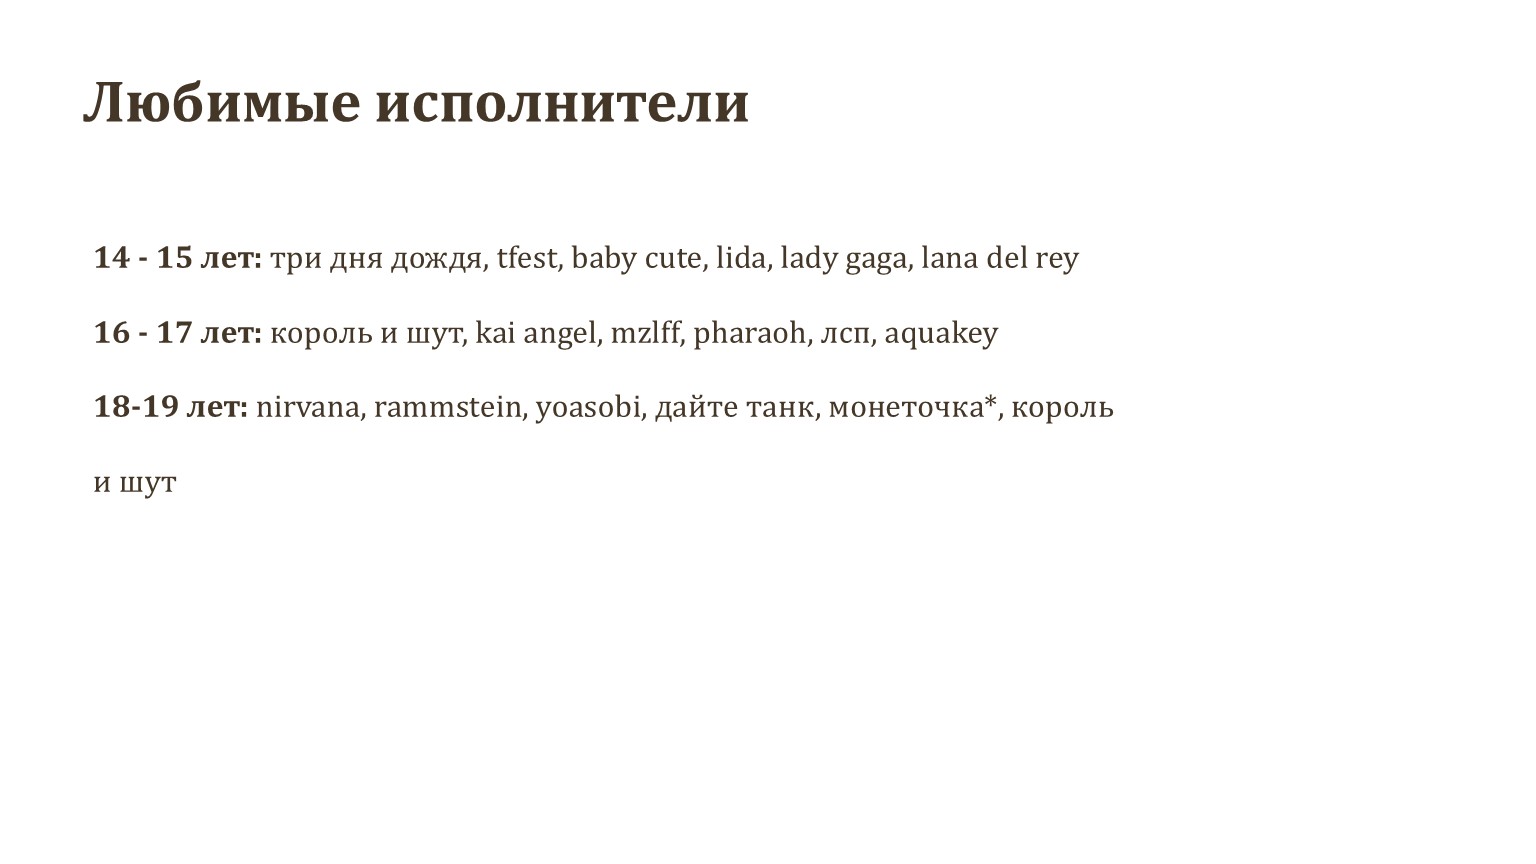 Любимые исполнители
14 - 15 лет: три дня дождя, tfest, baby cute, lida, lady gaga, lana del rey
16 - 17 лет: король и шут, kai angel, mzlff, pharaoh, лсп, aquakey
18-19 лет: nirvana, rammstein, yoasobi, дайте танк, монеточка*, король
и шут